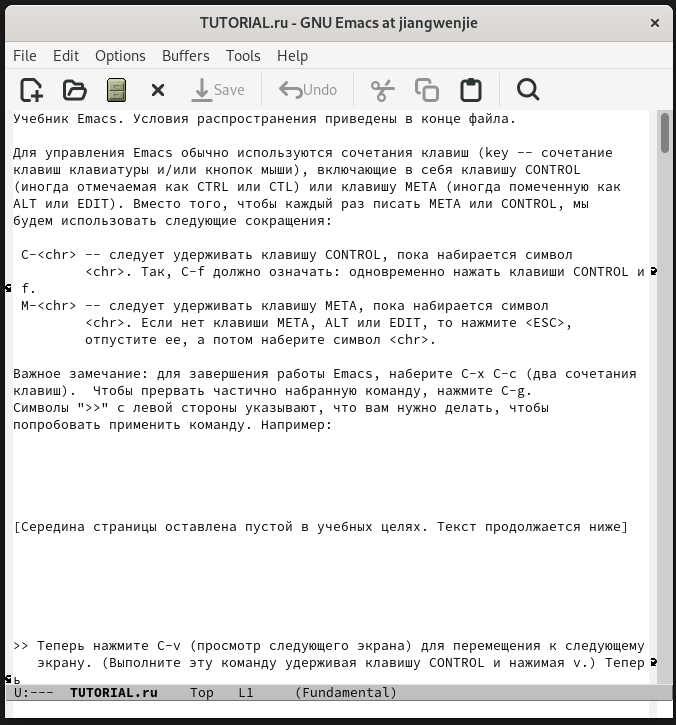 TUTORIAL.ru - GNU Emacs at jiangwenjie
File Edit Options Buffers Tools Help
Save Undo
Учебник Emacs. Условия распространения приведены в конце файла.
Для управления Emacs обычно используются сочетания клавиш (key -- сочетание
клавиш клавиатуры и/или кнопок мыши), включающие в себя клавишу CONTROL
(иногда отмечаемая как CTRL или CTL) или клавишу META (иногда помеченную как
ALT или EDIT). Вместо того, чтобы каждый раз писать META или CONTROL, мы
будем использовать следующие сокращения:
C-<chr> -- следует удерживать клавишу CONTROL, пока набирается символ
<chr>. Так, C-f должно означать: одновременно нажать клавиши CONTROL и
f.
M-<chr> -- следует удерживать клавишу META, пока набирается символ
<chr>. Если нет клавиши META, ALT или EDIT, то нажмите <ESC>,
отпустите ее, а потом наберите символ <chr>.
Важное замечание: для завершения работы Emacs, наберите C-x C-c (два сочетания
клавиш).  Чтобы прервать частично набранную команду, нажмите C-g.
Символы ">>" с левой стороны указывают, что вам нужно делать, чтобы
попробовать применить команду. Например:
[Середина страницы оставлена пустой в учебных целях. Текст продолжается ниже]
>> Теперь нажмите C-v (просмотр следующего экрана) для перемещения к следующему
экрану. (Выполните эту команду удерживая клавишу CONTROL и нажимая v.) Тепер
ь
U:--- TUTORIAL.ru Top L1 (Fundamental)